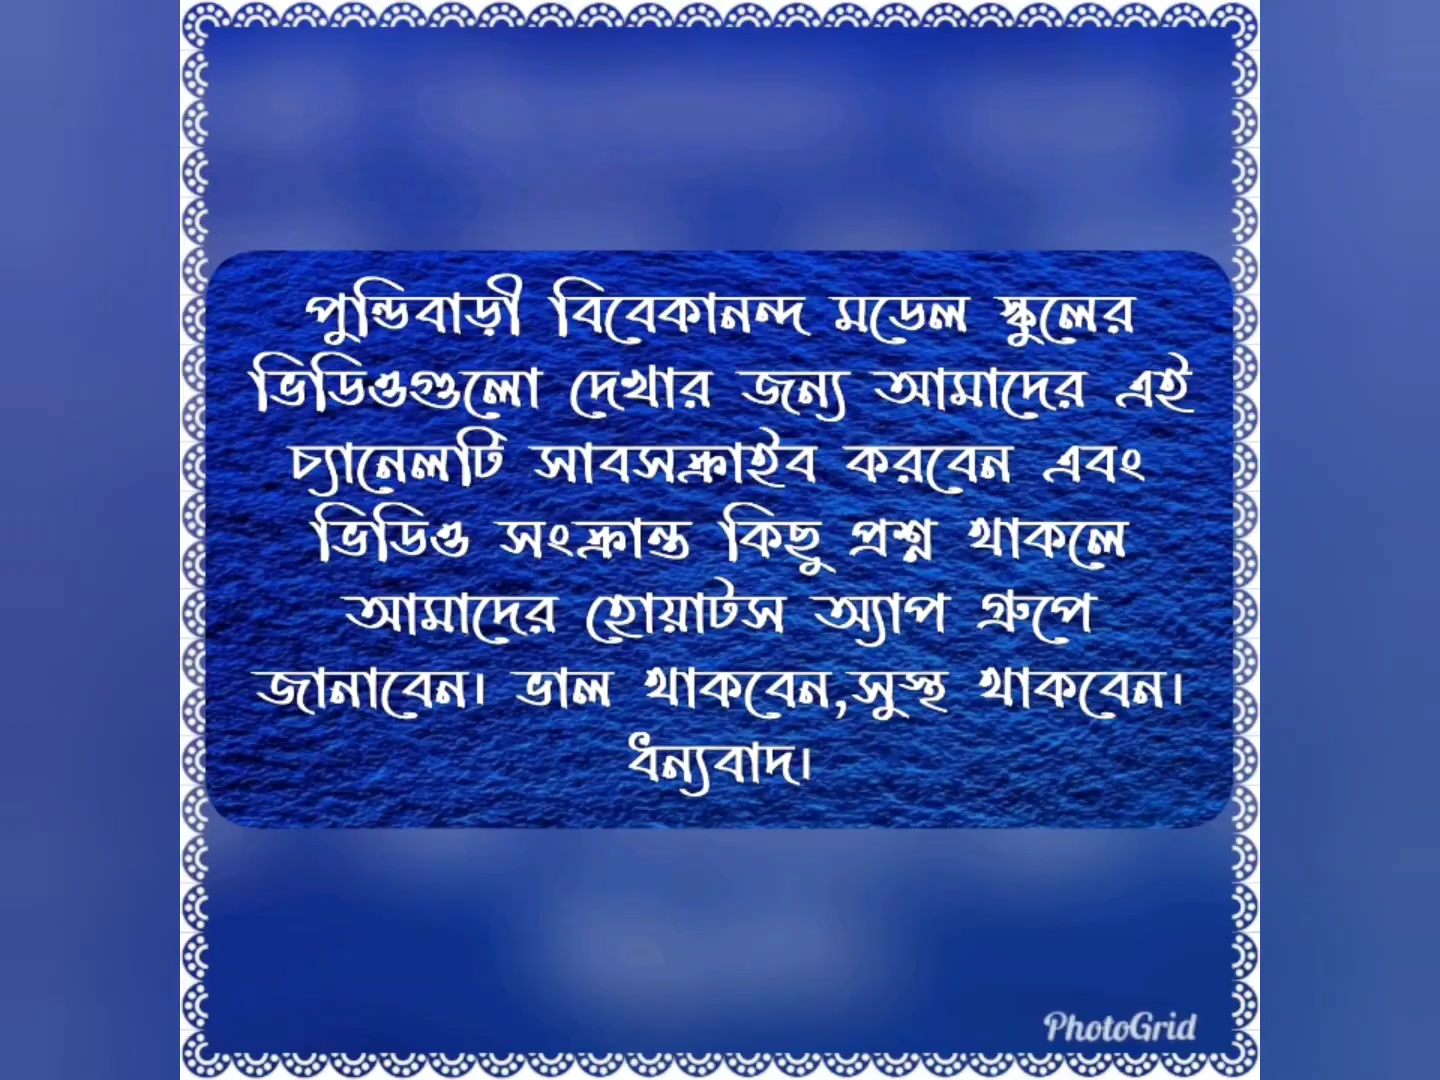 পুন্ডিবাড়ী বিবেকানন্দ মডেল স্কুলের
ভিডিওগুলো দেখার জন্য আমাদের এই
চ্যানেলটি সাবসক্রাইব করবেন এবং
ভিডিও সংক্রান্ত কিছু প্রশ্ন থাকলে
আমাদের হোয়াটস অ্যাপ গ্রুপে
জানাবেন। ভাল থাকবেন,সুস্থ থাকবেন।
ধন্যবাদ।
PhotoGrid